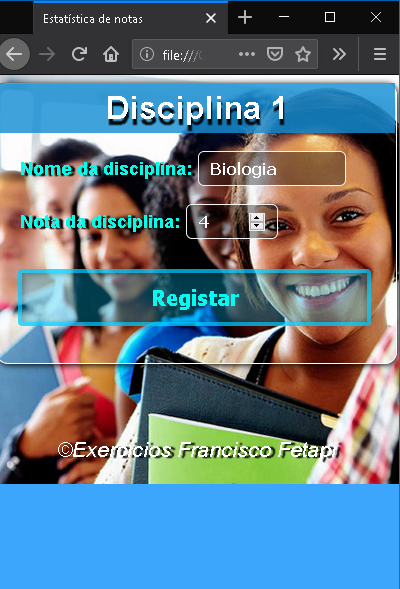 Estatística de notas
file:///
Disciplina 1
Nome da disciplina: Biologia
Nota da disciplina: 4
Registar
©Exercicios Francisco Fetapi